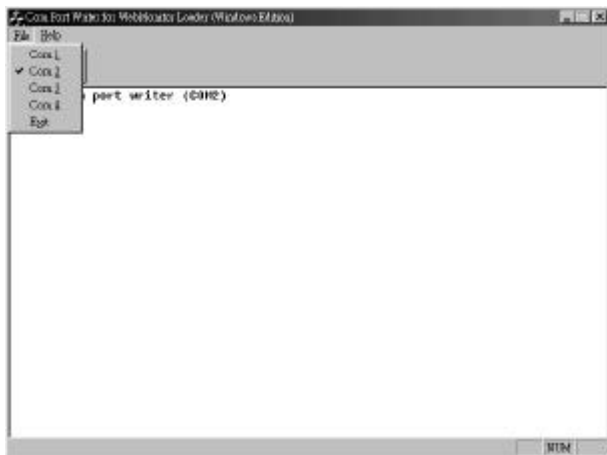 Com Port Writer for WebMonitor Loader (Windows Edition)
File Help
Com 1
Com 2
Com 3
Com 4
Exit
port writer (COM2)
NUM